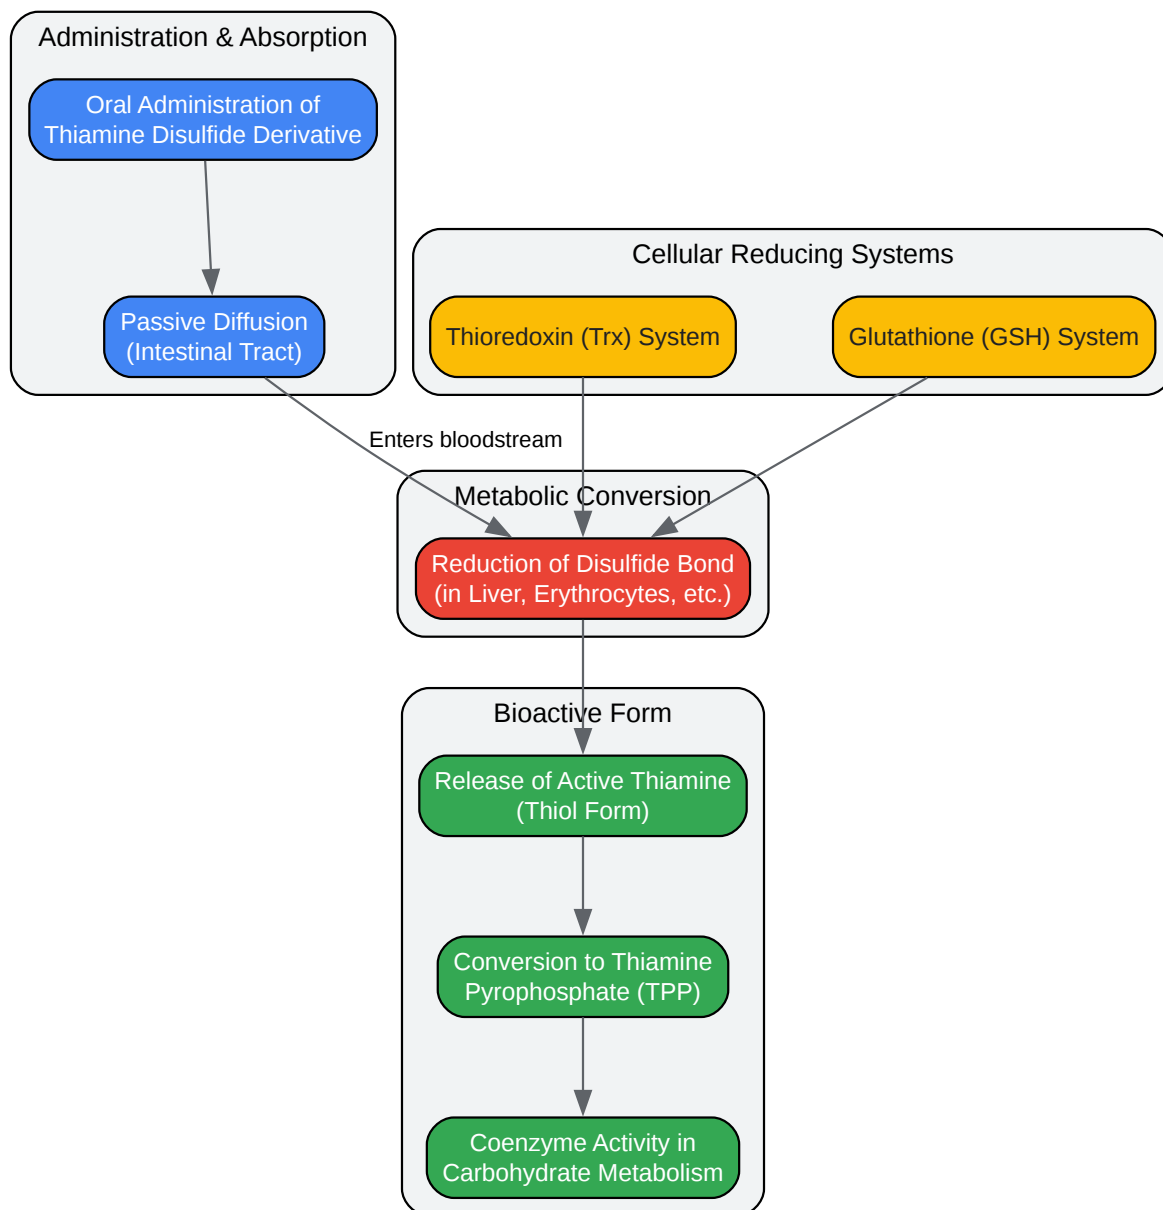 Administration & Absorption
Oral Administration of
Thiamine Disulfide Derivative
Passive Diffusion
(Intestinal Tract)
Cellular Reducing Systems
Thioredoxin (Trx) System
Glutathione (GSH) System
Enters bloodstream
Metabolic Conversion
Reduction of Disulfide Bond
(in Liver, Erythrocytes, etc.)
Bioactive Form
Release of Active Thiamine
(Thiol Form)
Conversion to Thiamine
Pyrophosphate (TPP)
Coenzyme Activity in
Carbohydrate Metabolism